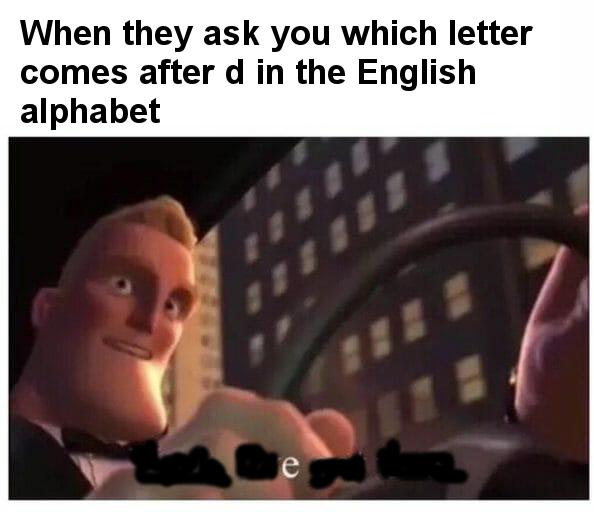 When they ask you which letter
comes after d in the English
alphabet
e